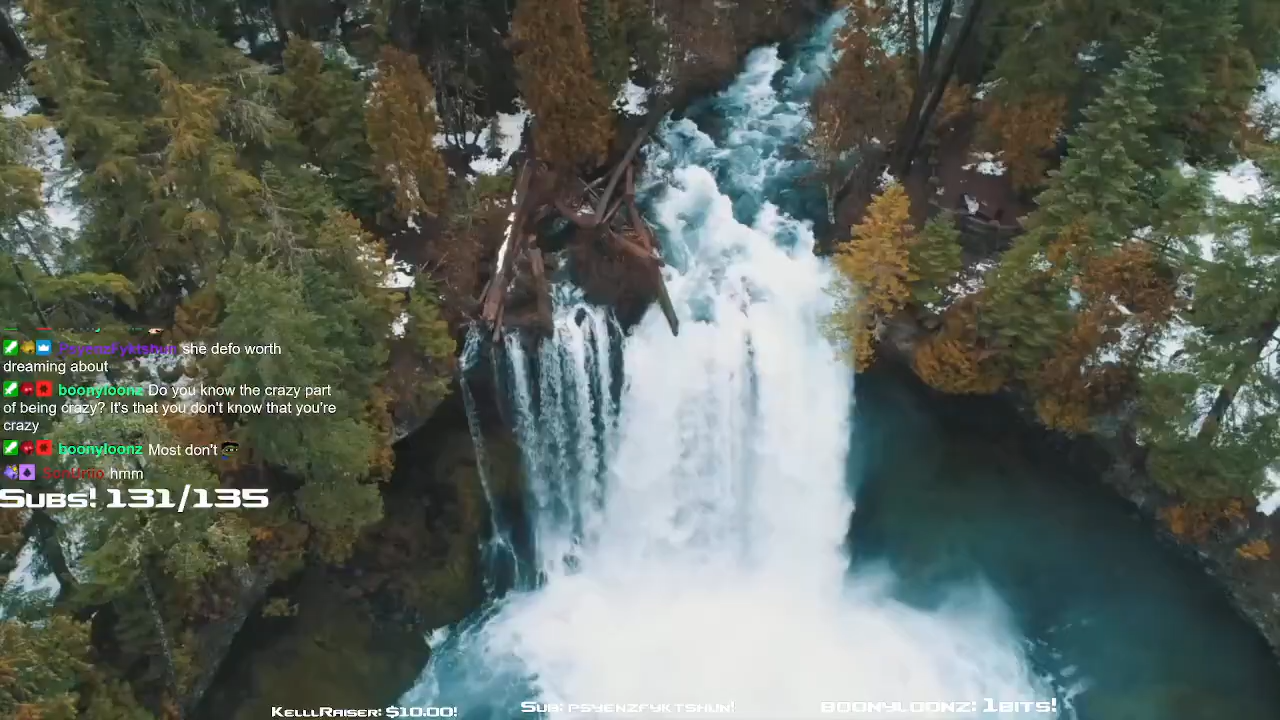 PsyenzFyktshun she defo worth
dreaming about
boonyloonz Do you know the crazy part
of being crazy? It's that you don't know that you're
crazy
boonyloonz Most don't
hmm
Subs! 131/135
KellRaiser: $10.00!
Sub: psyenzfyktshun!
boonyloonz: 1bits!